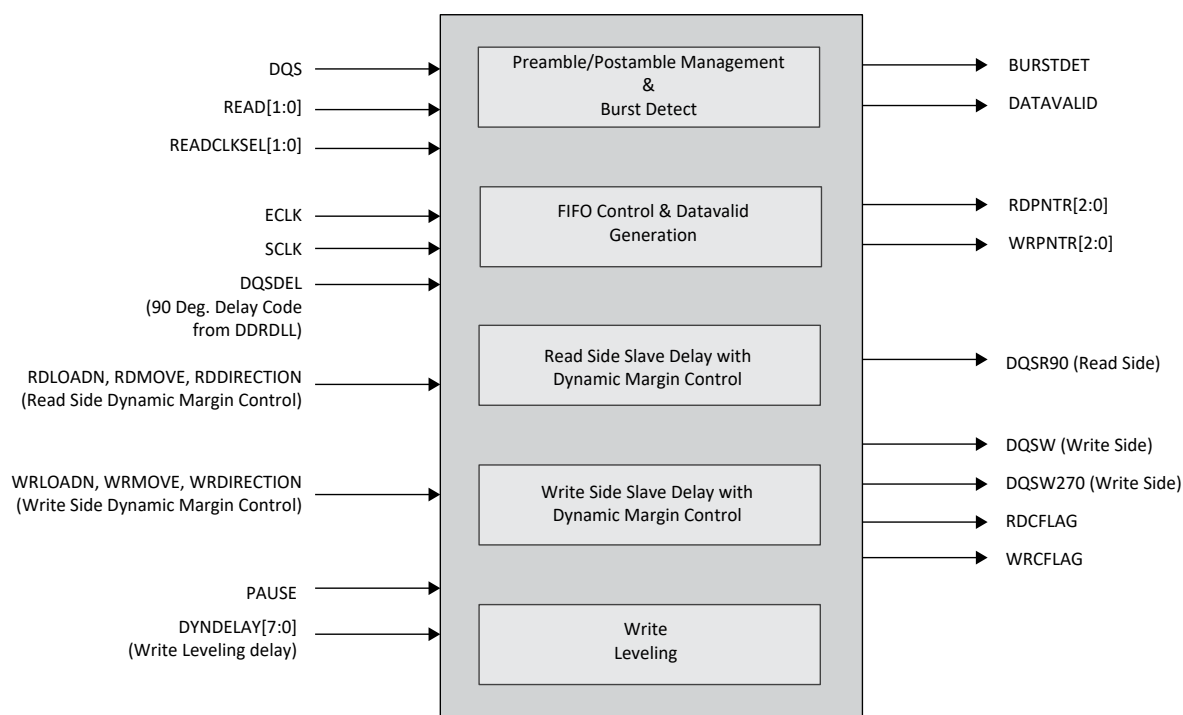 DQS
READ[1:0]
READCLKSEL[1:0]
ECLK
SCLK
DQSDEL
(90 Deg. Delay Code
from DDRDLL)
RDLOADN, RDMOVE, RDDIRECTION
(Read Side Dynamic Margin Control)
WRLOADN, WRMOVE, WRDIRECTION
(Write Side Dynamic Margin Control)
PAUSE
DYNDELAY[7:0]
(Write Leveling delay)
Preamble/Postamble Management
&
Burst Detect
FIFO Control & Datavalid
Generation
Read Side Slave Delay with
Dynamic Margin Control
Write Side Slave Delay with
Dynamic Margin Control
Write
Leveling
BURSTDET
DATAVALID
RDPNTR[2:0]
WRPNTR[2:0]
DQSR90 (Read Side)
DQSW (Write Side)
DQSW270 (Write Side)
RDCFLAG
WRCFLAG